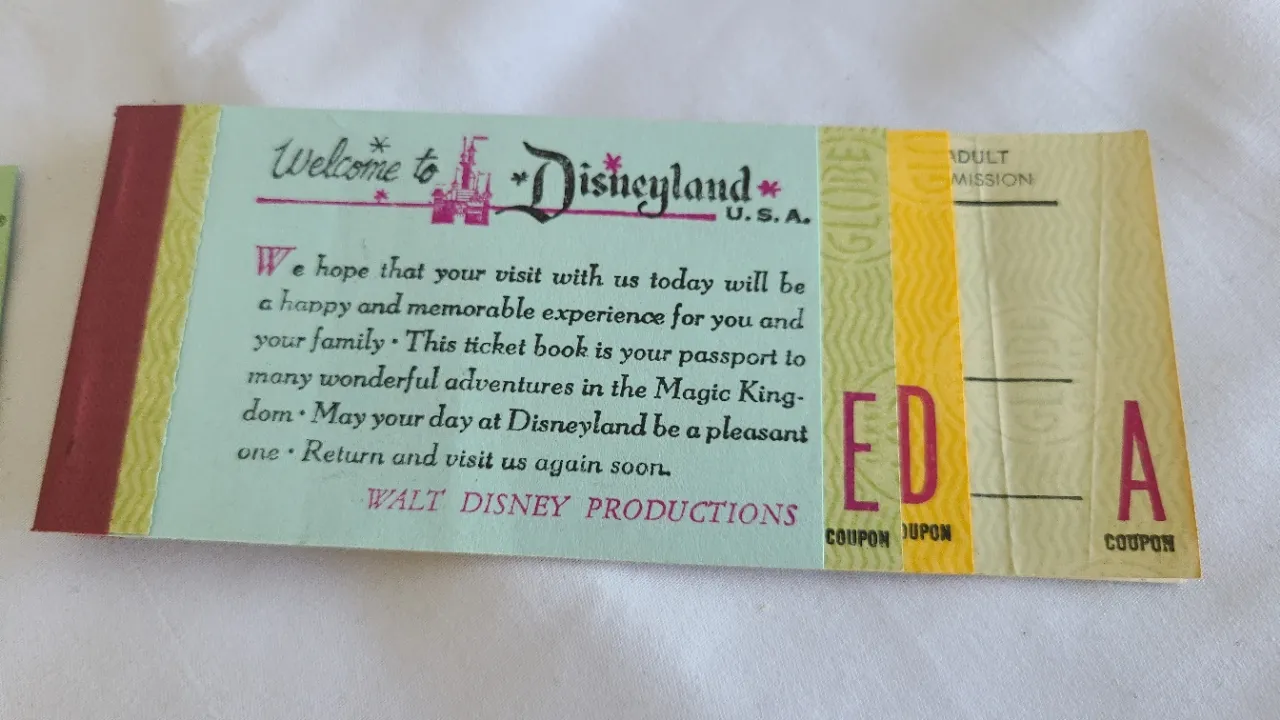 Welcome to Disneyland
U.S.A.
We hope that your visit with us today will be
a happy and memorable experience for you and
your family · This ticket book is your passport to
many wonderful adventures in the Magic King-
dom · May your day at Disneyland be a pleasant
one · Return and visit us again soon.
WALT DISNEY PRODUCTIONS
GLOBE
E
COUPON
D
OUPON
ADULT
MISSION
A
COUPON